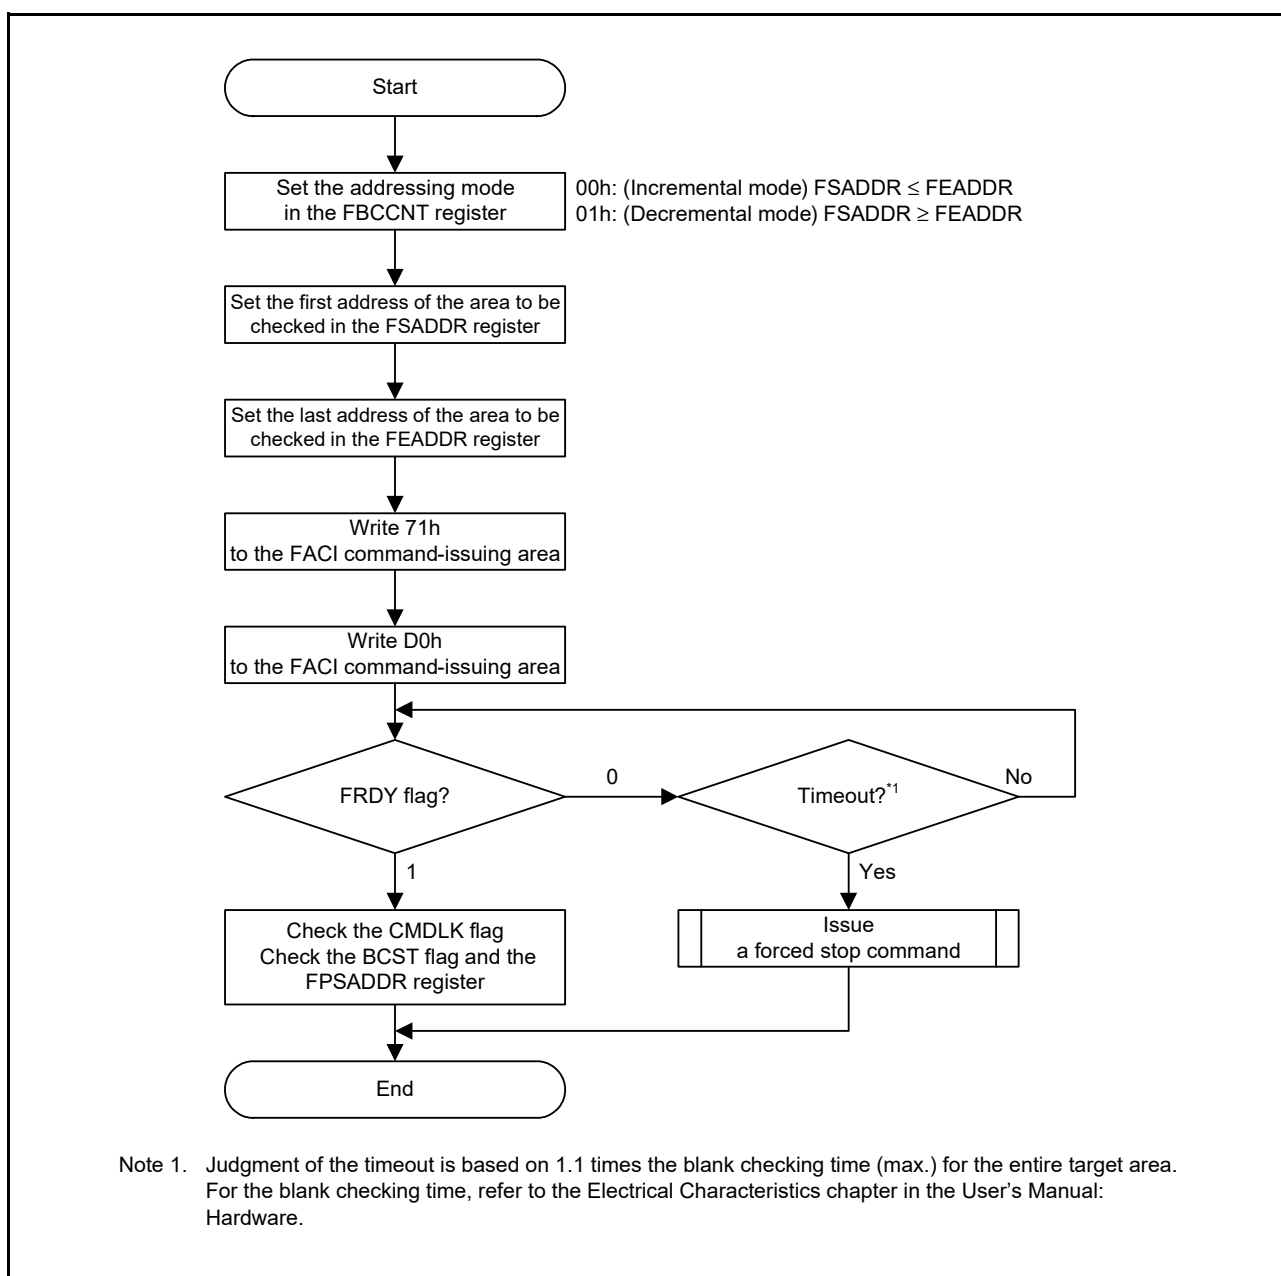 Start
Set the addressing mode
in the FBCCNT register
00h: (Incremental mode) FSADDR ≤ FEADDR
01h: (Decremental mode) FSADDR ≥ FEADDR
Set the first address of the area to be
checked in the FSADDR register
Set the last address of the area to be
checked in the FEADDR register
Write 71h
to the FACI command-issuing area
Write D0h
to the FACI command-issuing area
FRDY flag?
0
Timeout?*1
No
1
Yes
Check the CMDLK flag
Check the BCST flag and the
FPSADDR register
Issue
a forced stop command
End
Note 1. Judgment of the timeout is based on 1.1 times the blank checking time (max.) for the entire target area.
For the blank checking time, refer to the Electrical Characteristics chapter in the User's Manual:
Hardware.